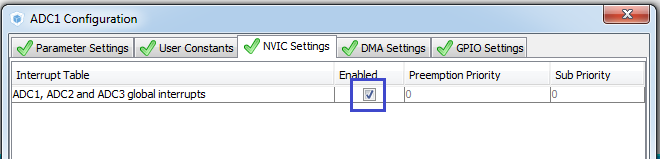 ADC1 Configuration
Parameter Settings User Constants NVIC Settings DMA Settings GPIO Settings
Interrupt Table Enabled Preemption Priority Sub Priority
ADC1, ADC2 and ADC3 global interrupts 0 0